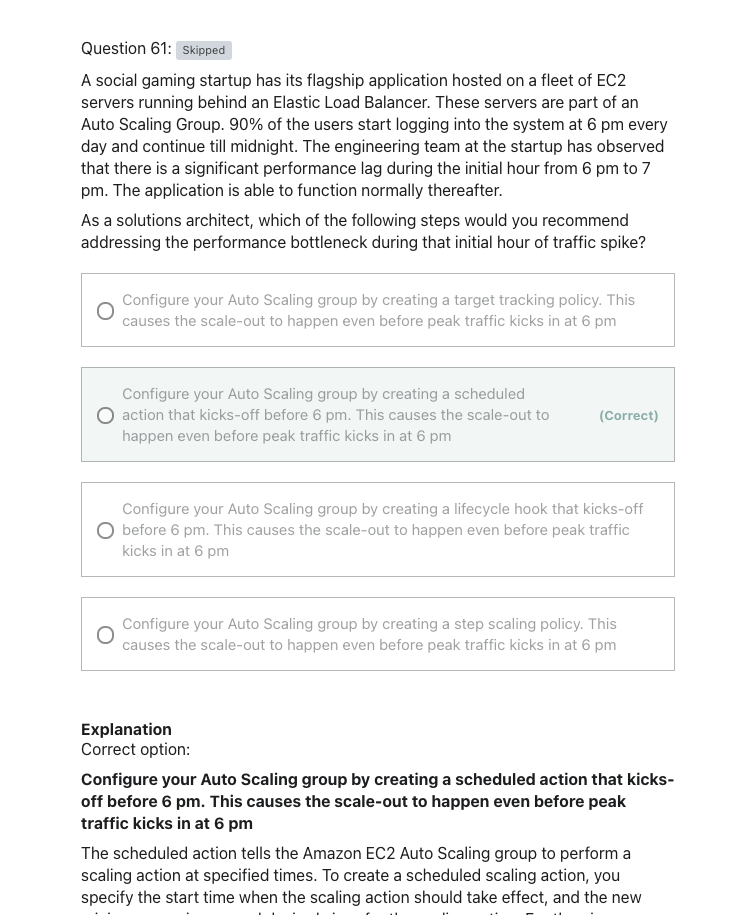 Question 61: Skipped
A social gaming startup has its flagship application hosted on a fleet of EC2
servers running behind an Elastic Load Balancer. These servers are part of an
Auto Scaling Group. 90% of the users start logging into the system at 6 pm every
day and continue till midnight. The engineering team at the startup has observed
that there is a significant performance lag during the initial hour from 6 pm to 7
pm. The application is able to function normally thereafter.
As a solutions architect, which of the following steps would you recommend
addressing the performance bottleneck during that initial hour of traffic spike?
Configure your Auto Scaling group by creating a target tracking policy. This
causes the scale-out to happen even before peak traffic kicks in at 6 pm
Configure your Auto Scaling group by creating a scheduled
action that kicks-off before 6 pm. This causes the scale-out to
happen even before peak traffic kicks in at 6 pm
(Correct)
Configure your Auto Scaling group by creating a lifecycle hook that kicks-off
before 6 pm. This causes the scale-out to happen even before peak traffic
kicks in at 6 pm
Configure your Auto Scaling group by creating a step scaling policy. This
causes the scale-out to happen even before peak traffic kicks in at 6 pm
Explanation
Correct option:
Configure your Auto Scaling group by creating a scheduled action that kicks-
off before 6 pm. This causes the scale-out to happen even before peak
traffic kicks in at 6 pm
The scheduled action tells the Amazon EC2 Auto Scaling group to perform a
scaling action at specified times. To create a scheduled scaling action, you
specify the start time when the scaling action should take effect, and the new